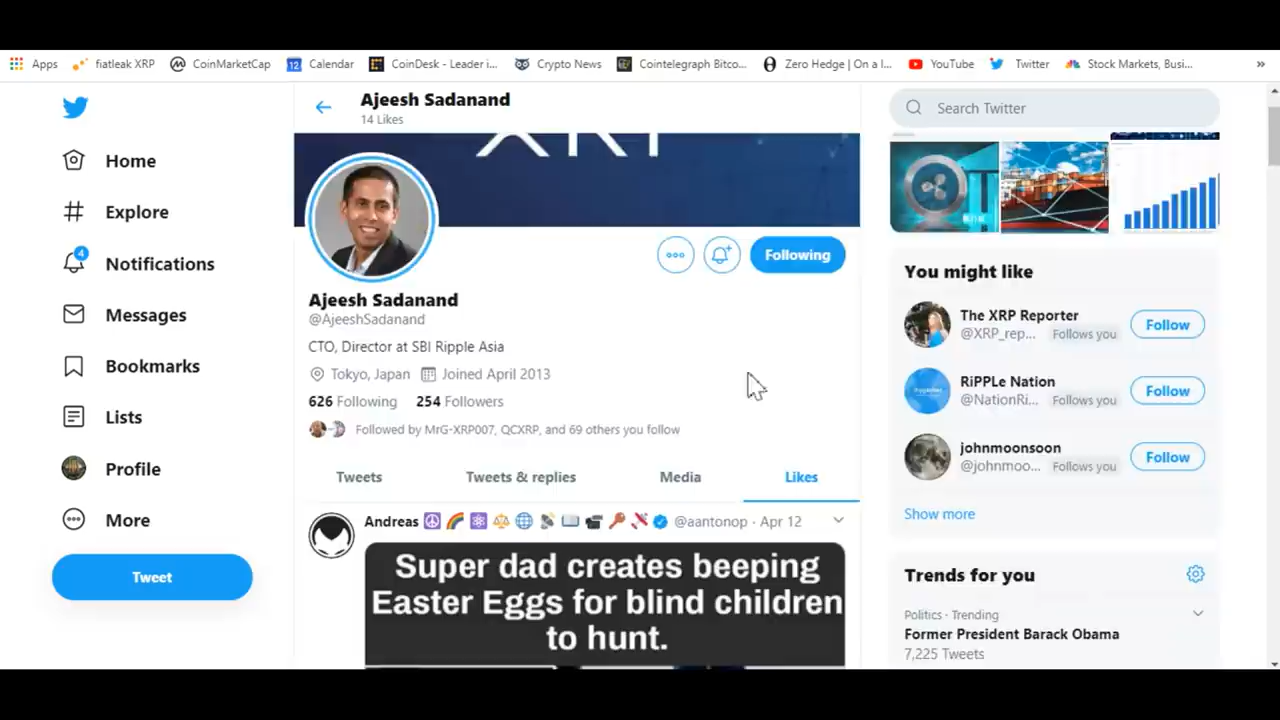 Apps
fiatleak XRP
CoinMarketCap
Calendar
CoinDesk - Leader i...
Crypto News
Cointelegraph Bitco...
Zero Hedge | On a l...
YouTube
Twitter
Stock Markets, Busi...
»
Home
Explore
4
Notifications
Messages
Bookmarks
Lists
Profile
More
Tweet
Ajeesh Sadanand
14 Likes
XRP
Following
Ajeesh Sadanand
@AjeeshSadanand
CTO, Director at SBI Ripple Asia
Tokyo, Japan Joined April 2013
626 Following 254 Followers
Followed by MrG-XRP007, QCXRP, and 69 others you follow
Tweets Tweets & replies Media Likes
Andreas @aantonop · Apr 12
Super dad creates beeping
Easter Eggs for blind children
to hunt.
Search Twitter
You might like
The XRP Reporter
@XRP_rep... Follows you
Follow
RiPPLe Nation
@NationRi... Follows you
Follow
johnmoonsoon
@johnmoo... Follows you
Follow
Show more
Trends for you
Politics · Trending
Former President Barack Obama
7,225 Tweets